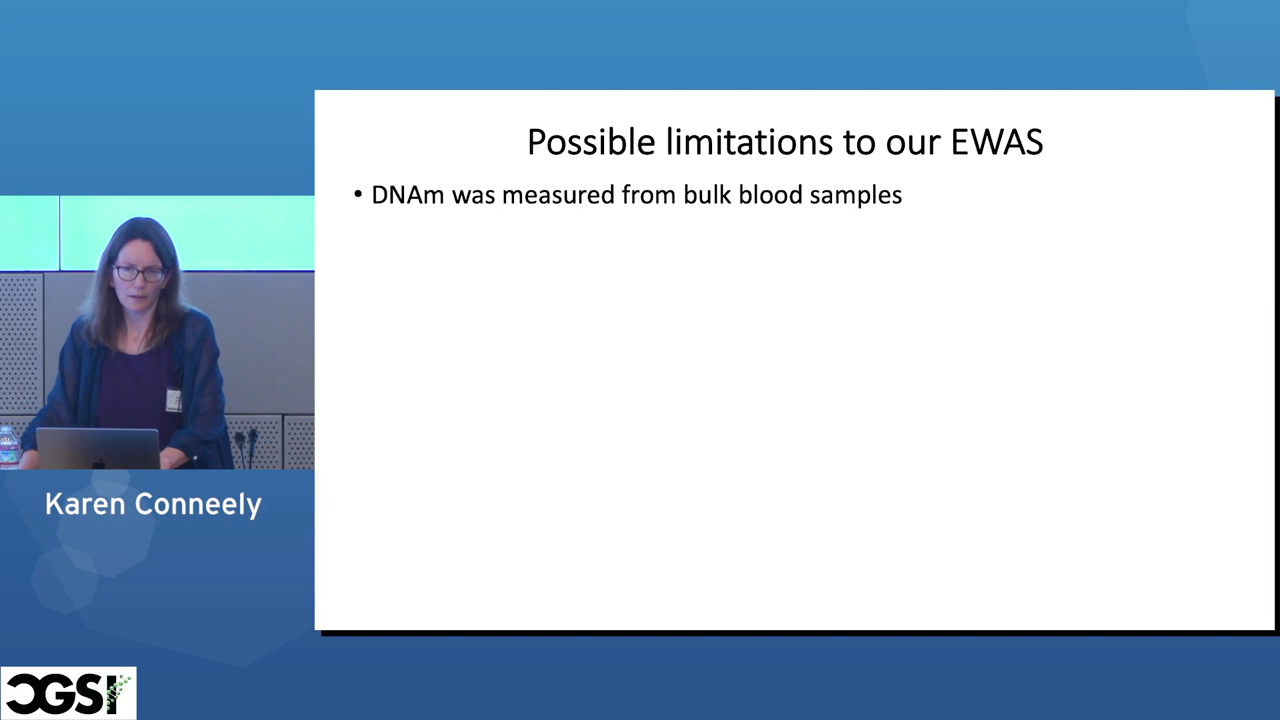 Possible limitations to our EWAS
• DNAm was measured from bulk blood samples
Karen Conneely
CGSI